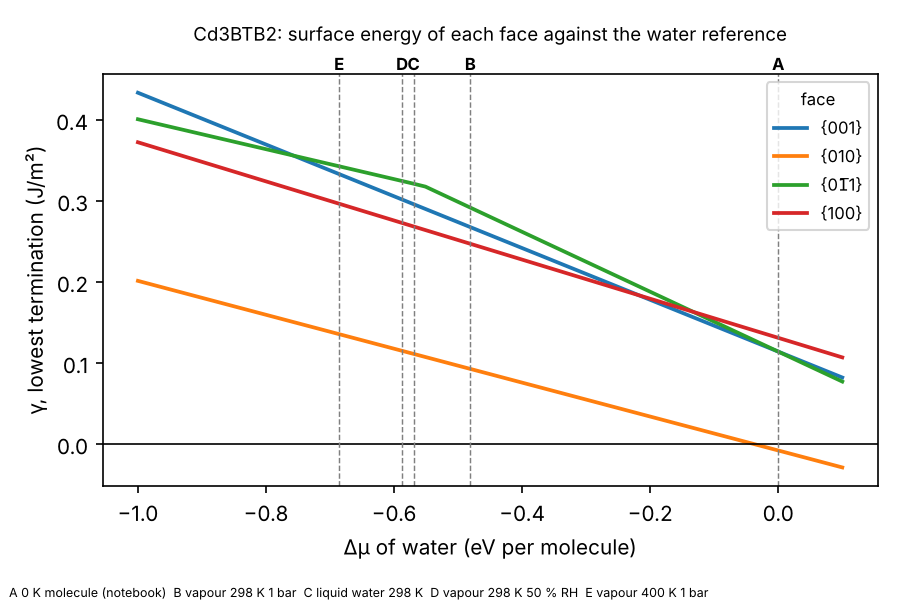 Cd3BTB2: surface energy of each face against the water reference
E DC B A
face
{001}
{010}
{01̅1}
{100}
γ, lowest termination (J/m²)
0.4
0.3
0.2
0.1
0.0
−1.0 −0.8 −0.6 −0.4 −0.2 0.0
Δμ of water (eV per molecule)
A 0 K molecule (notebook) B vapour 298 K 1 bar C liquid water 298 K D vapour 298 K 50 % RH E vapour 400 K 1 bar